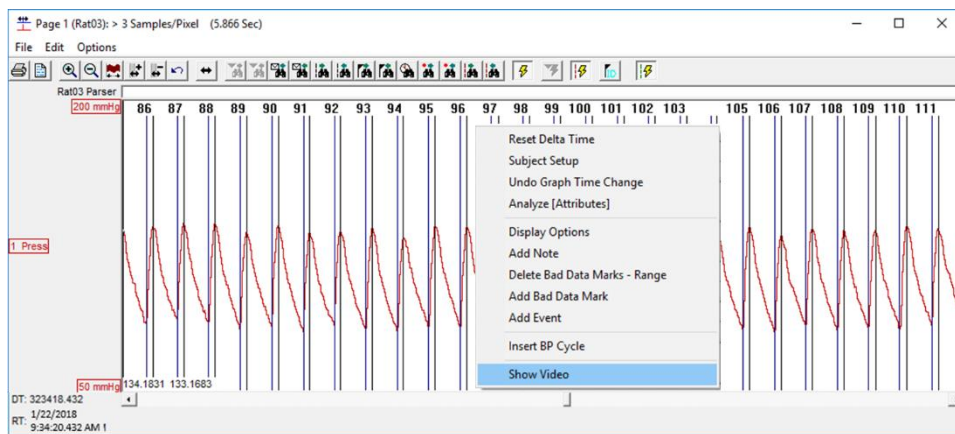 Page 1 (Rat03): > 3 Samples/Pixel (5.866 Sec)
File Edit Options
Rat03 Parser
200 mmHg 86 87 88 89 90 91 92 93 94 95 96 97 98 99 100 101 102 103 105 106 107 108 109 110 111
Reset Delta Time
Subject Setup
Undo Graph Time Change
Analyze [Attributes]
Display Options
1 Press
Add Note
Delete Bad Data Marks - Range
Add Bad Data Mark
Add Event
Insert BP Cycle
Show Video
50 mmHg 134.1831 133.1683
DT: 323418.432
RT: 1/22/2018
9:34:20.432 AM